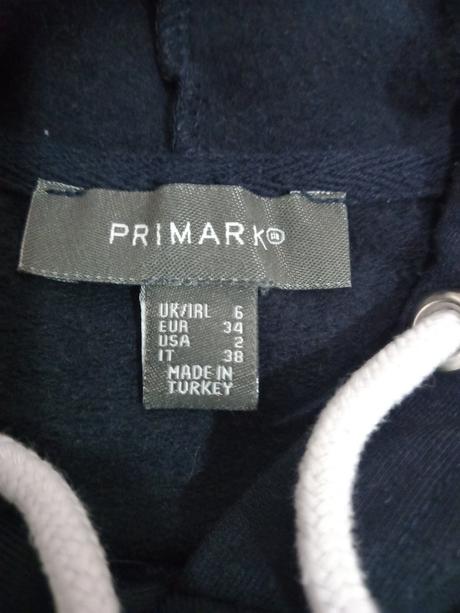 PRIMARK
UK/IRL 6
EUR 34
USA 2
IT 38
MADE IN
TURKEY